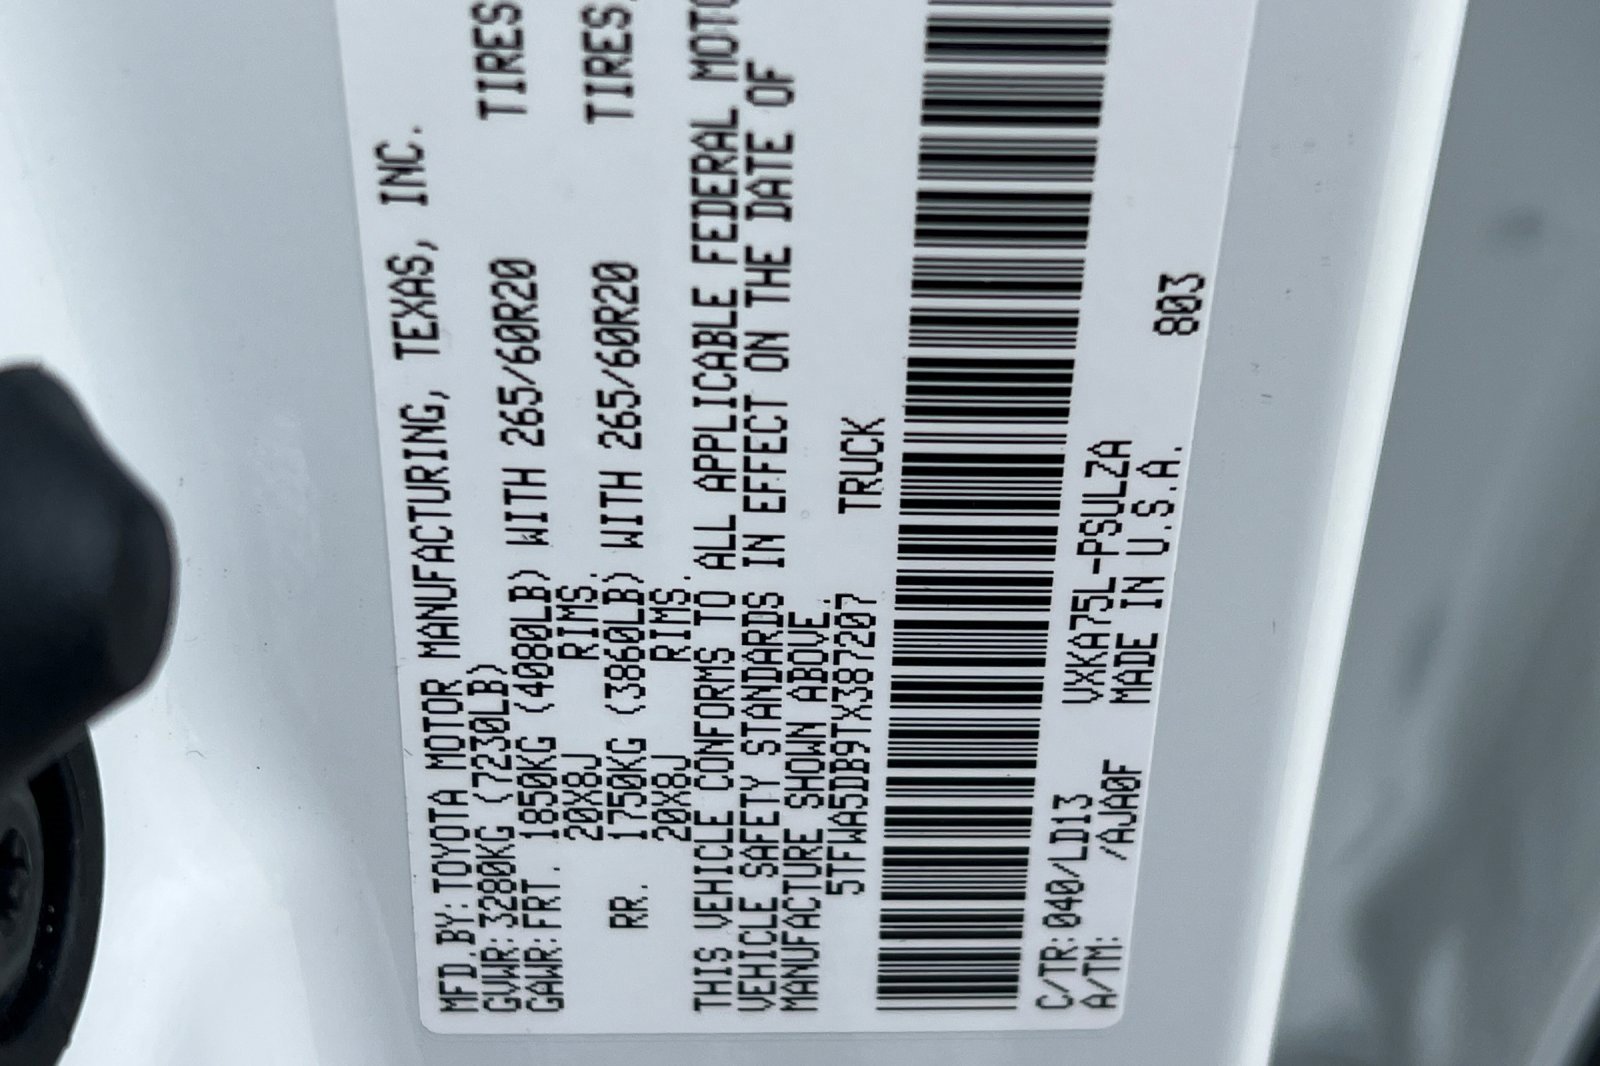 MFD.BY:TOYOTA MOTOR MANUFACTURING, TEXAS, INC.
GVWR:3280KG (7230LB)
GAWR:FRT. 1850KG (4080LB) WITH 265/60R20 TIRES
20X8J RIMS.
RR. 1750KG (3860LB) WITH 265/60R20 TIRES,
20X8J RIMS.
THIS VEHICLE CONFORMS TO ALL APPLICABLE FEDERAL MOTO
VEHICLE SAFETY STANDARDS IN EFFECT ON THE DATE OF
MANUFACTURE SHOWN ABOVE.
5TFWA5DB9TX387207 TRUCK
C/TR:040/LD13 VXKA75L-PSULZA
A/TM: /AJA0F MADE IN U.S.A.
803